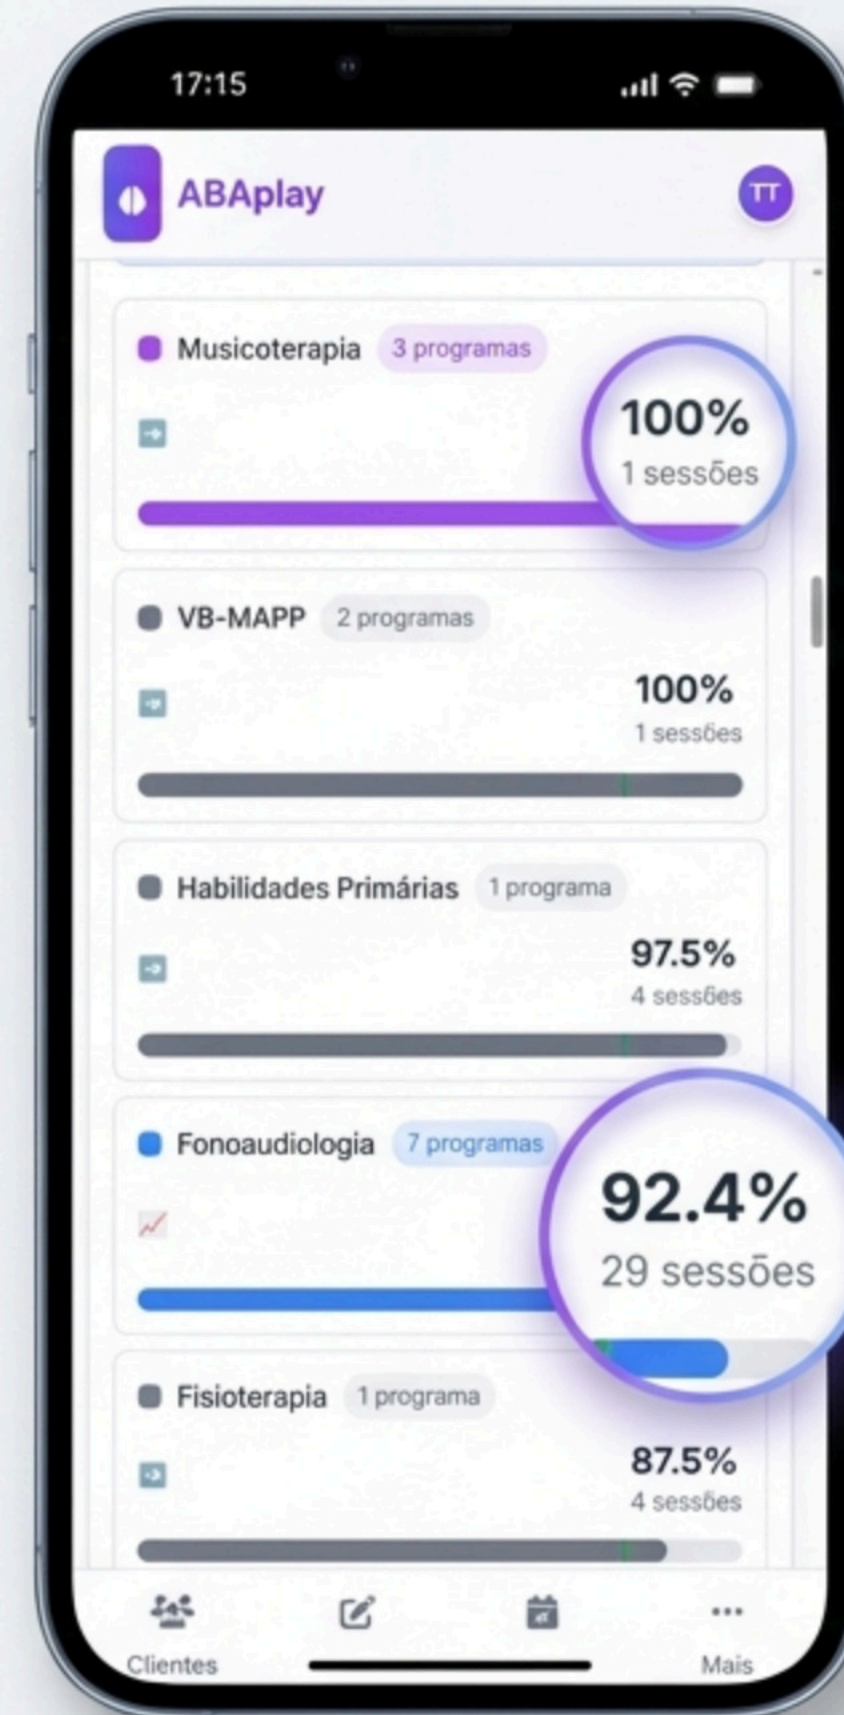 17:15
ABAplay
TT
Musicoterapia 3 programas
100%
1 sessões
VB-MAPP 2 programas
100%
1 sessões
Habilidades Primárias 1 programa
97.5%
4 sessões
Fonoaudiologia 7 programas
92.4%
29 sessões
Fisioterapia 1 programa
87.5%
4 sessões
Clientes
Mais